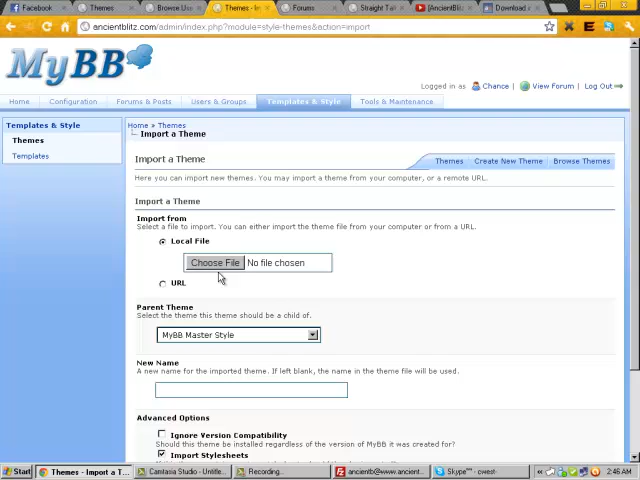 Facebook
Themes
Browse Use
Themes - Im
Forums
Straight Tal
[AncientBlitz
Download a
ancientblitz.com/admin/index.php?module=style-themes&action=import
MyBB
Logged in as Chance View Forum Log Out
Home Configuration Forums & Posts Users & Groups Templates & Style Tools & Maintenance
Templates & Style
Themes
Templates
Home » Themes
Import a Theme
Import a Theme
Themes Create New Theme Browse Themes
Here you can import new themes. You may import a theme from your computer, or a remote URL.
Import a Theme
Import from
Select a file to import. You can either import the theme file from your computer or from a URL.
Local File
Choose File No file chosen
URL
Parent Theme
Select the theme this theme should be a child of.
MyBB Master Style
New Name
A new name for the imported theme. If left blank, the name in the theme file will be used.
Advanced Options
Ignore Version Compatibility
Should this theme be installed regardless of the version of MyBB it was created for?
Import Stylesheets
Start Themes - Import a T... Camtasia Studio - Untitle... Recording... ancientb@www.ancient... Skype™ - cwest- 2:46 AM